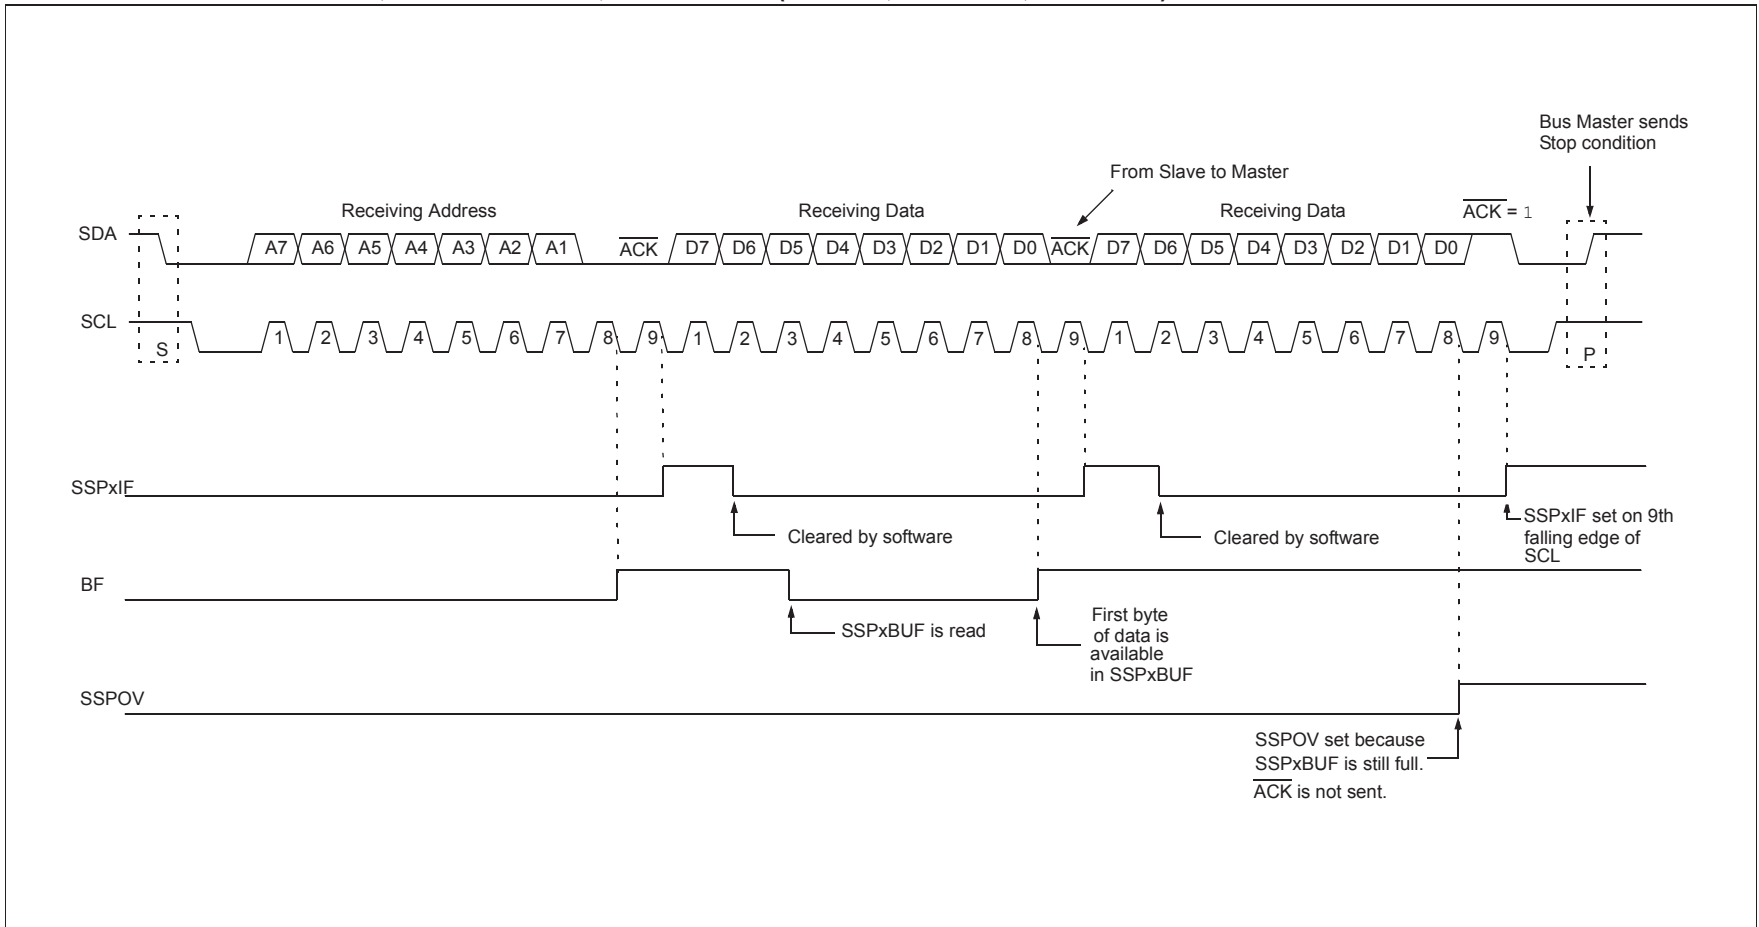 Bus Master sends
Stop condition
From Slave to Master
Receiving Address
Receiving Data
Receiving Data
ACK = 1
SDA
A7 A6 A5 A4 A3 A2 A1 ACK D7 D6 D5 D4 D3 D2 D1 D0 ACK D7 D6 D5 D4 D3 D2 D1 D0
SCL
S
1 2 3 4 5 6 7 8 9 1 2 3 4 5 6 7 8 9 1 2 3 4 5 6 7 8 9
P
SSPxIF
Cleared by software
Cleared by software
SSPxIF set on 9th
falling edge of
SCL
BF
SSPxBUF is read
First byte
of data is
available
in SSPxBUF
SSPOV
SSPOV set because
SSPxBUF is still full.
ACK is not sent.